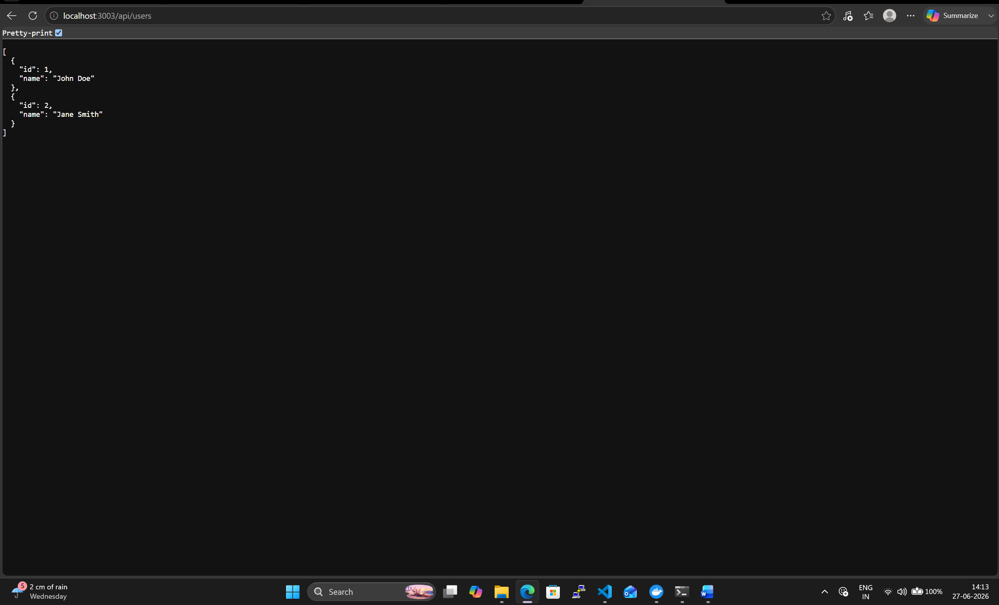 localhost:3003/api/users
Summarize
Pretty-print
[
  {
    "id": 1,
    "name": "John Doe"
  },
  {
    "id": 2,
    "name": "Jane Smith"
  }
]
5
2 cm of rain
Wednesday
Search
ENG
IN
100%
14:13
27-06-2026